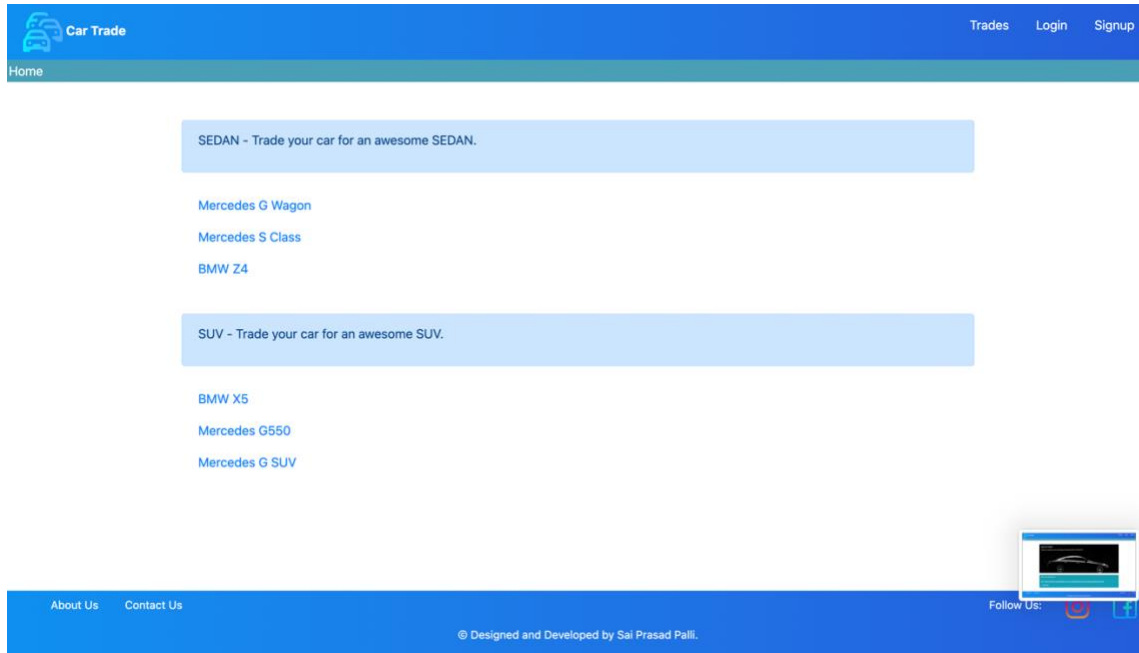 Car Trade
Trades Login Signup
Home
SEDAN - Trade your car for an awesome SEDAN.
Mercedes G Wagon
Mercedes S Class
BMW Z4
SUV - Trade your car for an awesome SUV.
BMW X5
Mercedes G550
Mercedes G SUV
About Us Contact Us Follow Us:
© Designed and Developed by Sai Prasad Palli.